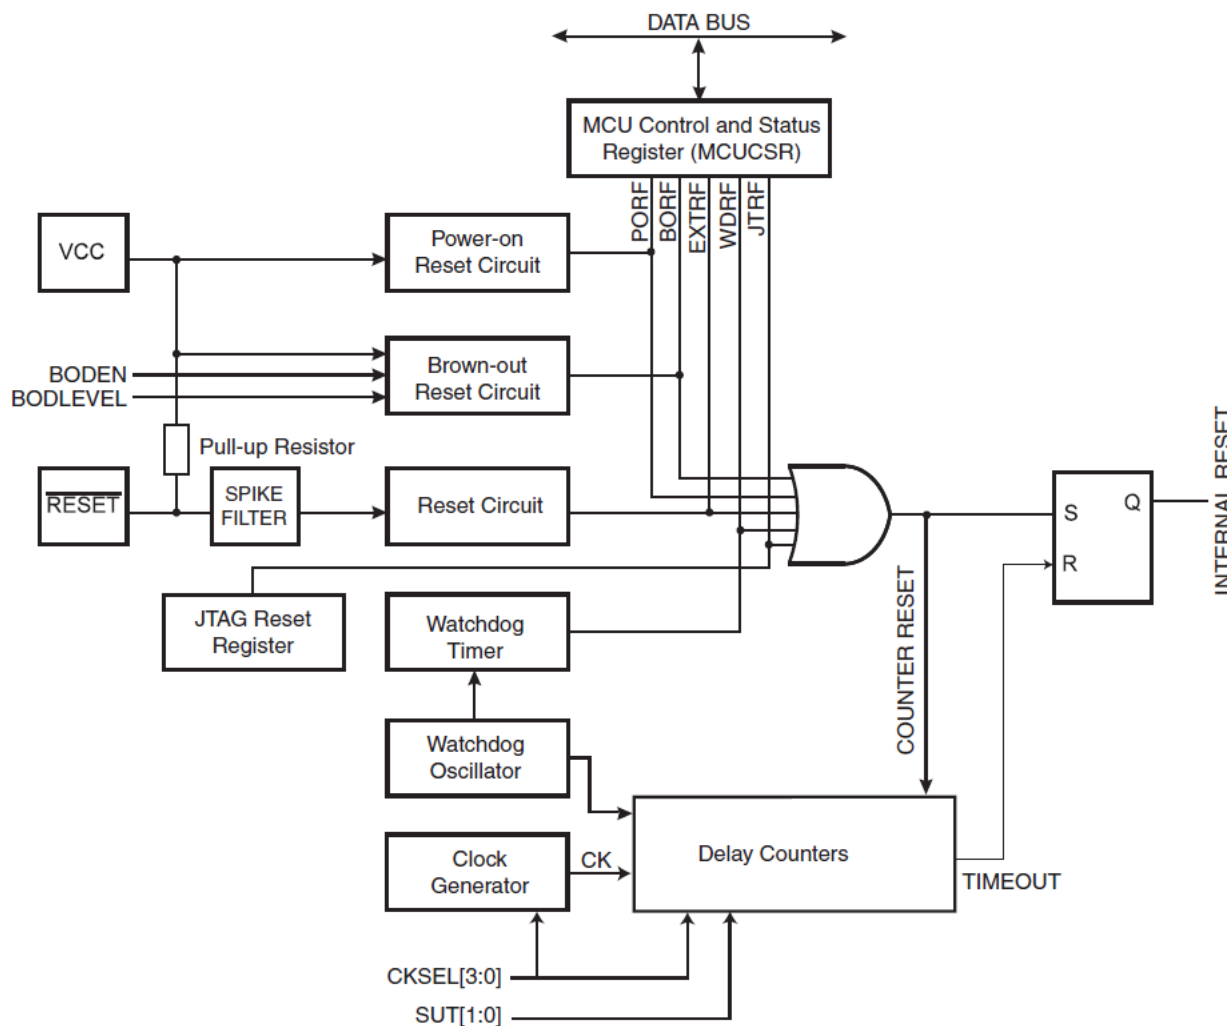 DATA BUS
MCU Control and Status
Register (MCUCSR)
PORF
BORF
EXTRF
WDRF
JTRF
VCC
Power-on
Reset Circuit
BODEN
BODLEVEL
Brown-out
Reset Circuit
Pull-up Resistor
RESET
SPIKE
FILTER
Reset Circuit
S
Q
R
INTERNAL RESET
JTAG Reset
Register
Watchdog
Timer
COUNTER RESET
Watchdog
Oscillator
Clock
Generator
CK
Delay Counters
TIMEOUT
CKSEL[3:0]
SUT[1:0]